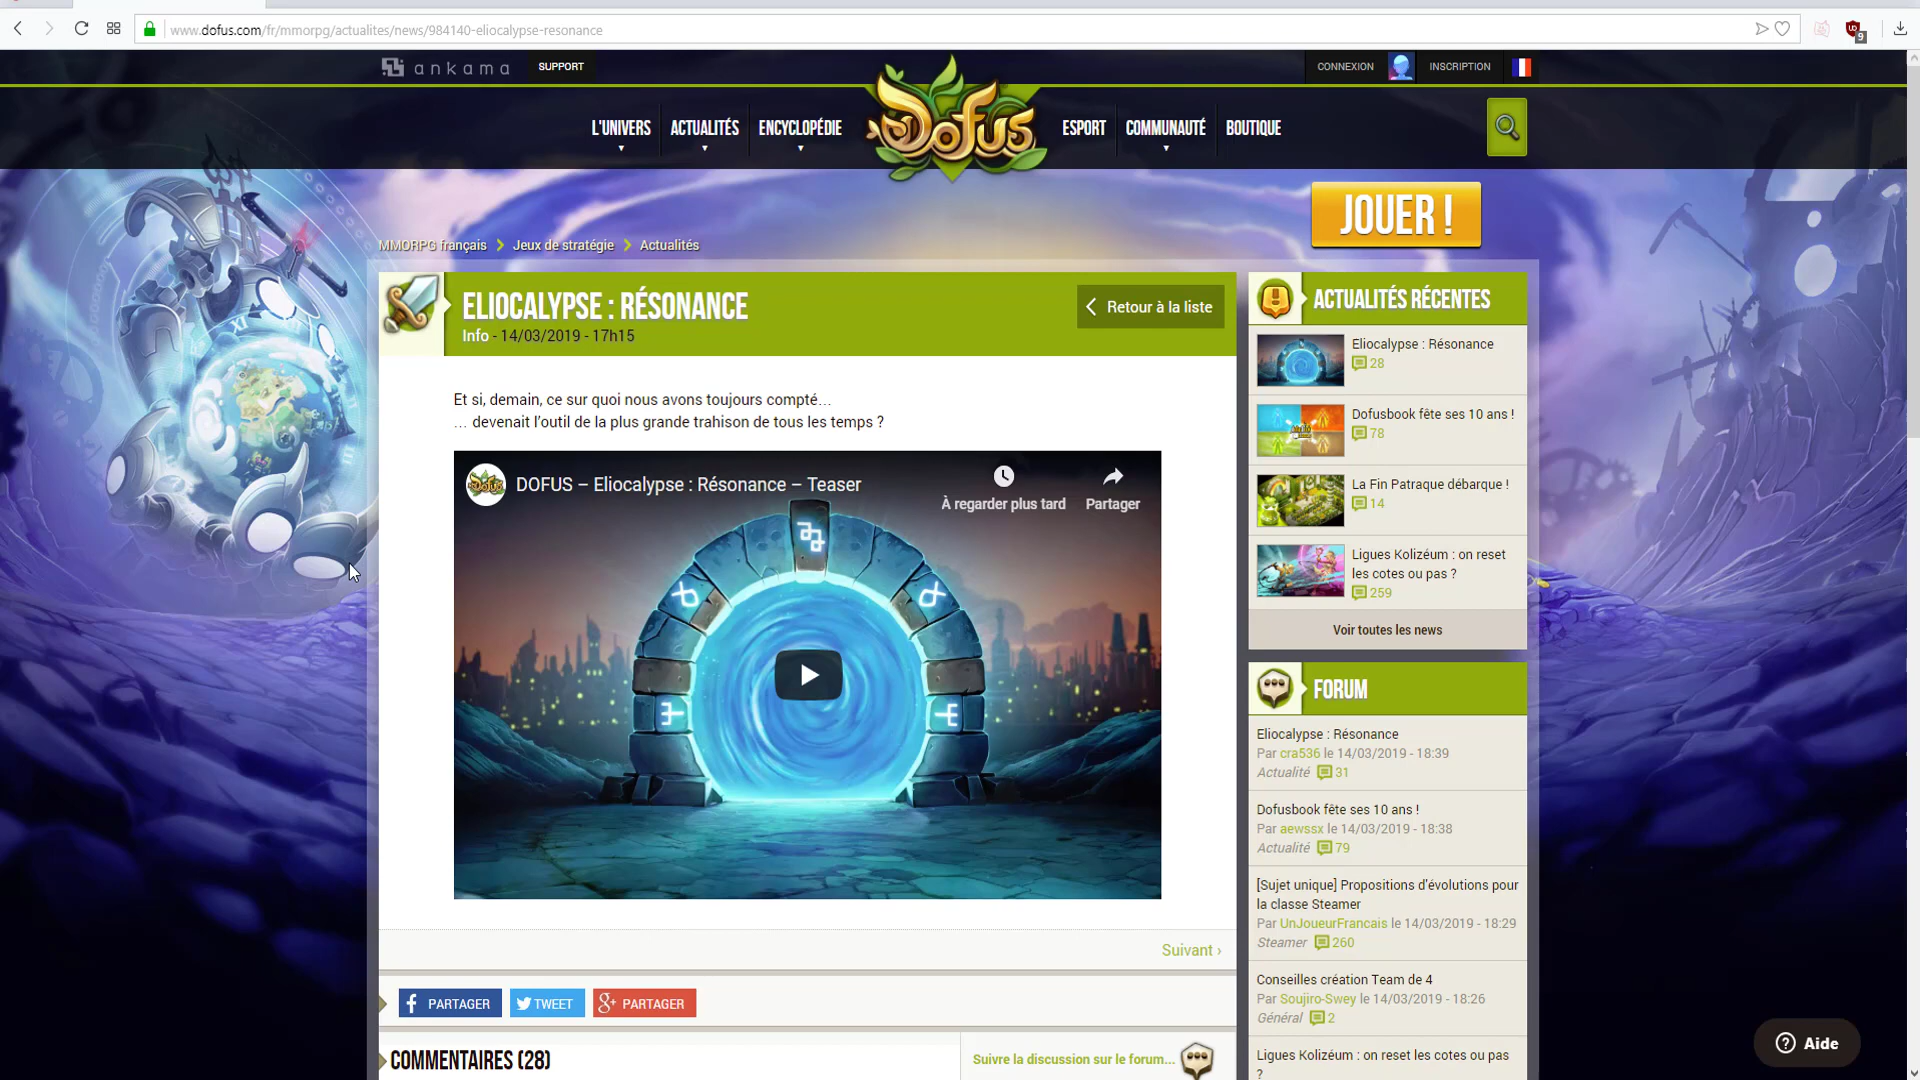 www.dofus.com/fr/mmorpg/actualites/news/984140-eliocalypse-resonance
9
ankama
SUPPORT
CONNEXION
INSCRIPTION
L'UNIVERS
ACTUALITÉS
ENCYCLOPÉDIE
DOFUS
ESPORT
COMMUNAUTÉ
BOUTIQUE
JOUER !
MMORPG français
Jeux de stratégie
Actualités
ELIOCALYPSE : RÉSONANCE
Info - 14/03/2019 - 17h15
Retour à la liste
Et si, demain, ce sur quoi nous avons toujours compté…
… devenait l’outil de la plus grande trahison de tous les temps ?
DOFUS – Eliocalypse : Résonance – Teaser
À regarder plus tard
Partager
Suivant ›
PARTAGER
TWEET
PARTAGER
COMMENTAIRES (28)
Suivre la discussion sur le forum...
ACTUALITÉS RÉCENTES
Eliocalypse : Résonance
28
Dofusbook fête ses 10 ans !
78
La Fin Patraque débarque !
14
Ligues Kolizéum : on reset
les cotes ou pas ?
259
Voir toutes les news
FORUM
Eliocalypse : Résonance
Par cra536 le 14/03/2019 - 18:39
Actualité 31
Dofusbook fête ses 10 ans !
Par aewssx le 14/03/2019 - 18:38
Actualité 79
[Sujet unique] Propositions d'évolutions pour
la classe Steamer
Par UnJoueurFrancais le 14/03/2019 - 18:29
Steamer 260
Conseilles création Team de 4
Par Soujiro-Swey le 14/03/2019 - 18:26
Général 2
Ligues Kolizéum : on reset les cotes ou pas
?
Aide